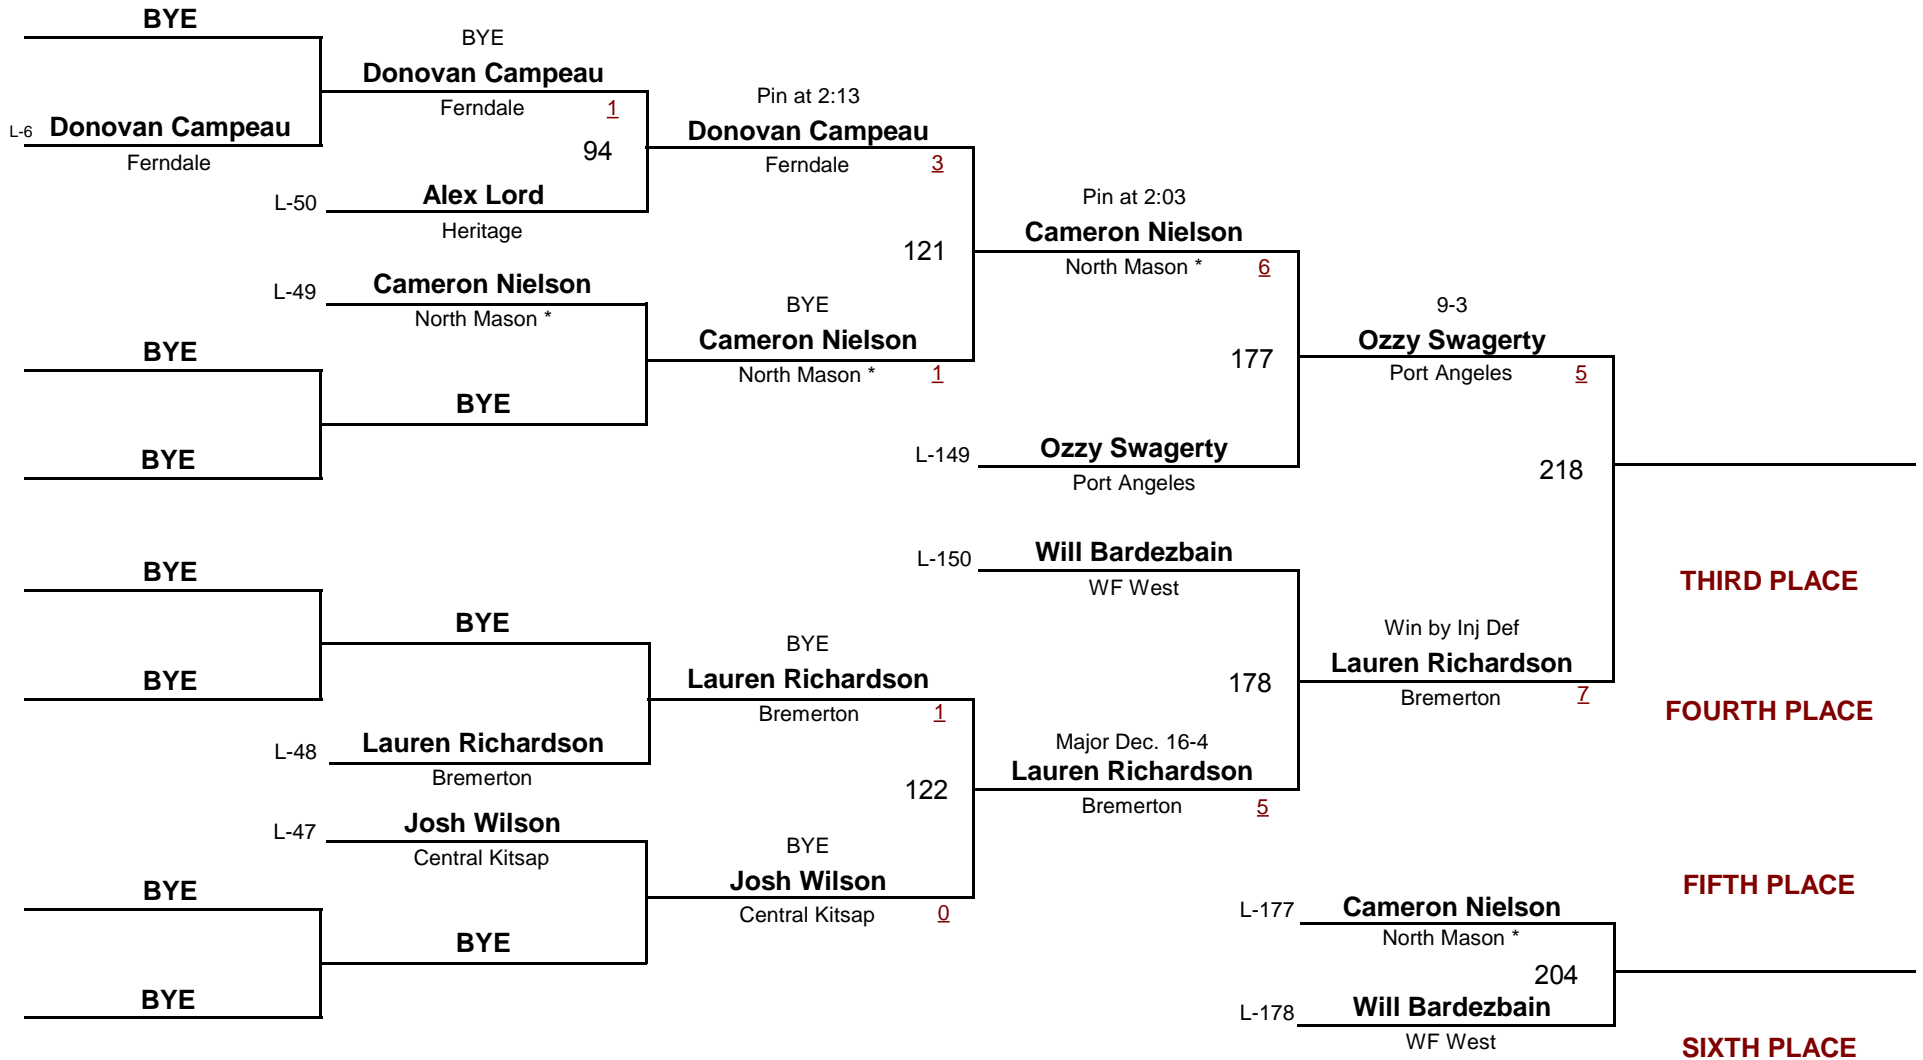 BYE
BYE
Donovan Campeau
Ferndale 1
L-6 Donovan Campeau
Ferndale
94
L-50 Alex Lord
Heritage
Pin at 2:13
Donovan Campeau
Ferndale 3
121
L-49 Cameron Nielson
North Mason *
BYE
Cameron Nielson
North Mason * 1
BYE
BYE
BYE
Pin at 2:03
Cameron Nielson
North Mason * 6
177
L-149 Ozzy Swagerty
Port Angeles
9-3
Ozzy Swagerty
Port Angeles 5
218
BYE
BYE
BYE
L-48 Lauren Richardson
Bremerton
BYE
Lauren Richardson
Bremerton 1
122
L-47 Josh Wilson
Central Kitsap
BYE
Josh Wilson
Central Kitsap 0
BYE
BYE
BYE
L-150 Will Bardezbain
WF West
178
Major Dec. 16-4
Lauren Richardson
Bremerton 5
Win by Inj Def
Lauren Richardson
Bremerton 7
THIRD PLACE
FOURTH PLACE
L-177 Cameron Nielson
North Mason *
204
L-178 Will Bardezbain
WF West
FIFTH PLACE
SIXTH PLACE